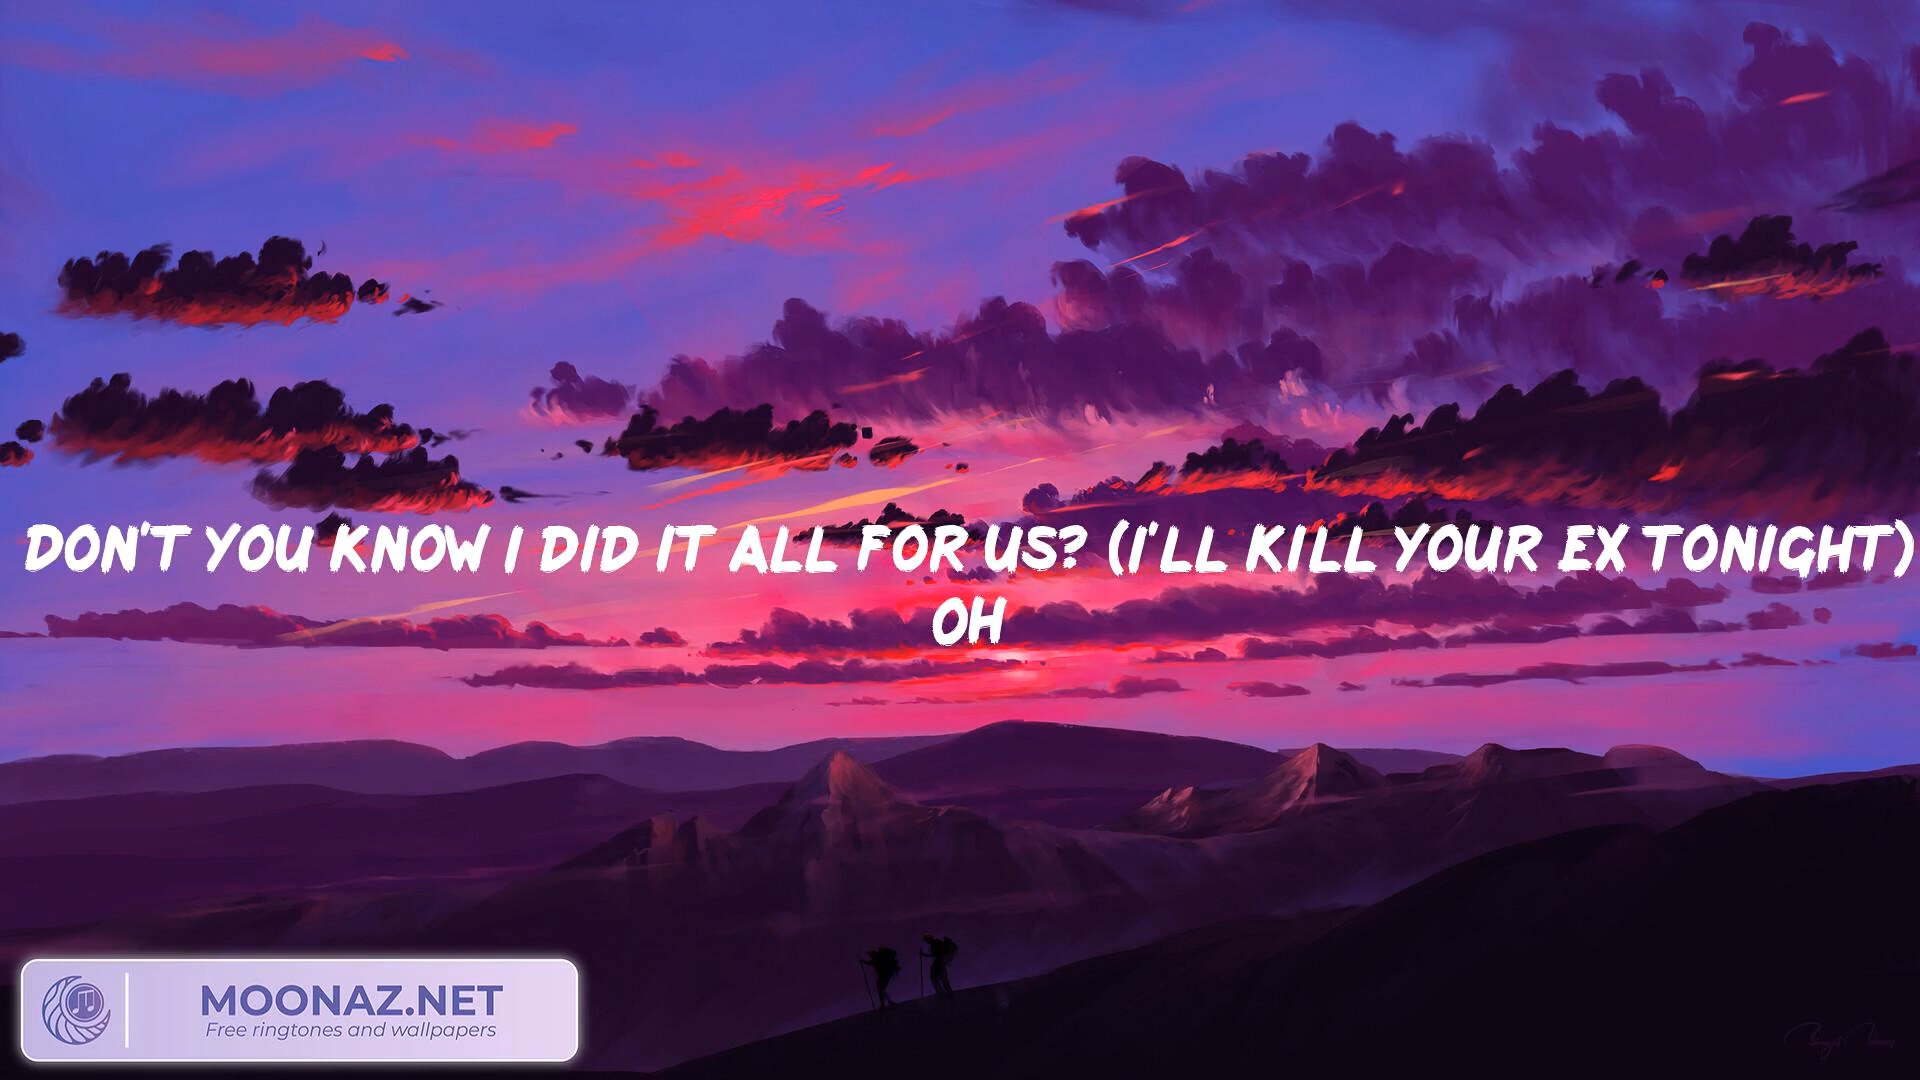 DON'T YOU KNOW I DID IT ALL FOR US? (I'LL KILL YOUR EX TONIGHT)
OH
MOONAZ.NET
Free ringtones and wallpapers